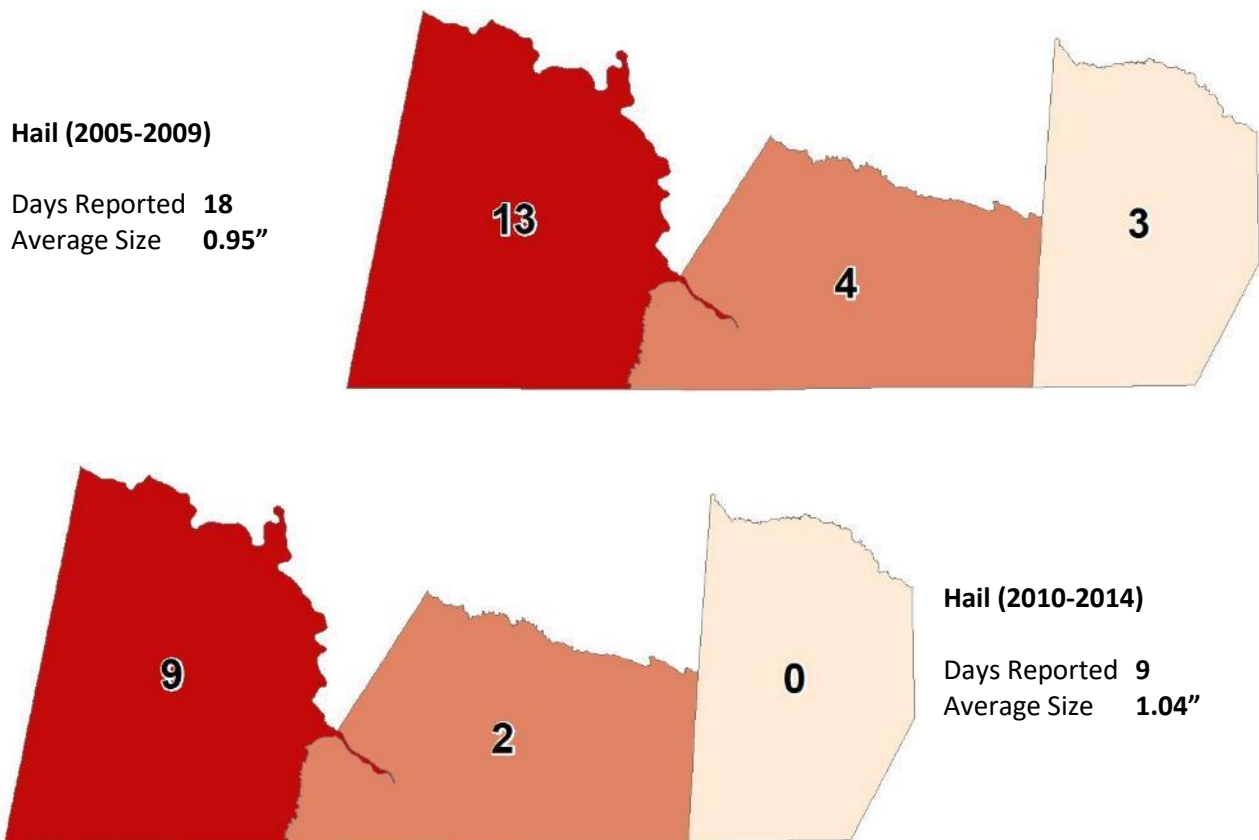 Hail (2005-2009)
Days Reported 18
Average Size 0.95”
13
4
3
9
2
0
Hail (2010-2014)
Days Reported 9
Average Size 1.04”